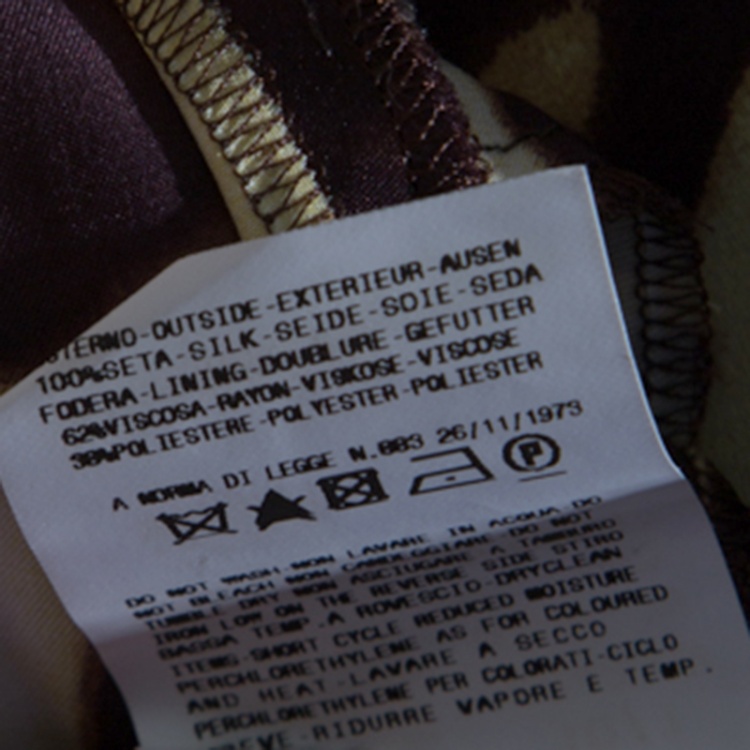 STERNO-OUTSIDE-EXTERIEUR-AUSEN
100%SETA-SILK-SEIDE-SOIE-SEDA
FODERA-LINING-DOUBLURE-GEFUTTER
62%VISCOSA-RAYON-VISKOSE-VISCOSE
38%POLIESTERE-POLYESTER-POLIESTER
A NORMA DI LEGGE N.883 26/11/1973
P
DO NOT WASH-NON LAVARE IN ACQUA DO
NOT BLEACH NON CANDEGGIARE DO NOT
TUMBLE DRY NON ASCIUGARE A TAMBURO
IRON LOW ON THE REVERSE SIDE STIRO
BASSA TEMP.A ROVESCIO-DRYCLEAN
ITEMS-SHORT CYCLE REDUCED MOISTURE
PERCHLORETHYLENE AS FOR COLOURED
AND HEAT-LAVARE A SECCO
PERCHLORETHYLENE PER COLORATI-CICLO
BREVE-RIDURRE VAPORE E TEMP.